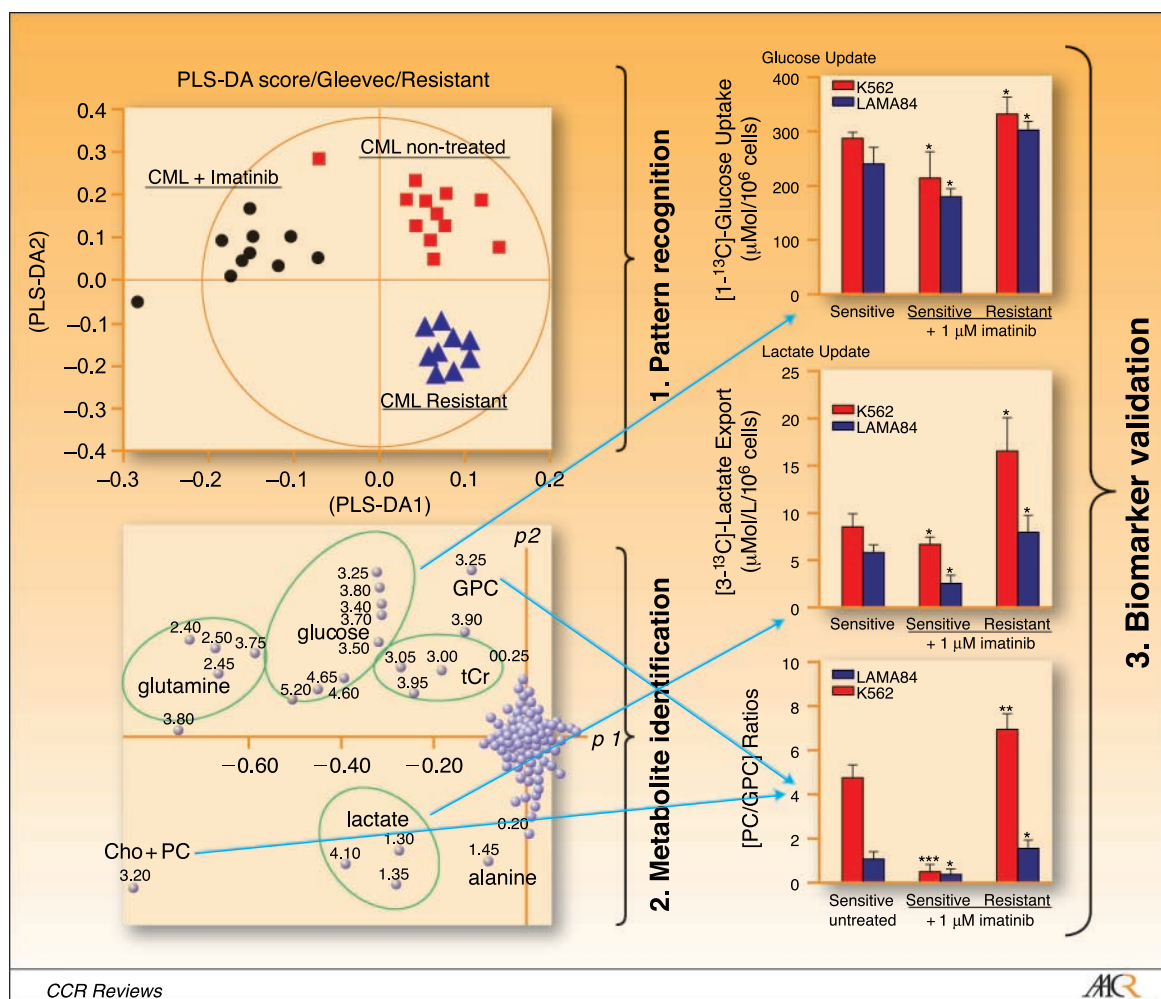 PLS-DA score/Gleevec/Resistant
0.4
0.3
0.2
0.1
0.0
−0.1
−0.2
−0.3
−0.4
(PLS-DA2)
CML + Imatinib
CML non-treated
CML Resistant
−0.3
−0.2
−0.1
0.0
0.1
0.2
(PLS-DA1)
1. Pattern recognition
p2
3.25
GPC
3.25
3.80
3.40
3.70
glucose
3.50
3.90
2.40
2.50
3.75
2.45
glutamine
3.05
3.00
00.25
tCr
3.95
4.65
5.20
4.60
3.80
p 1
−0.60
−0.40
−0.20
0.20
lactate
1.30
4.10
1.35
1.45
alanine
Cho + PC
3.20
2. Metabolite identification
Glucose Update
400
300
200
100
0
[1-¹³C]-Glucose Uptake
(μMol/10⁶ cells)
K562
LAMA84
*
*
*
*
Sensitive
Sensitive
Resistant
+ 1 μM imatinib
Lactate Update
25
20
15
10
5
0
[3-¹³C]-Lactate Export
(μMol/L/10⁶ cells)
K562
LAMA84
*
*
*
*
Sensitive
Sensitive
Resistant
+ 1 μM imatinib
10
8
6
4
2
0
[PC/GPC] Ratios
LAMA84
K562
***
*
**
*
Sensitive
untreated
Sensitive
Resistant
+ 1 μM imatinib
3. Biomarker validation
CCR Reviews
AACR